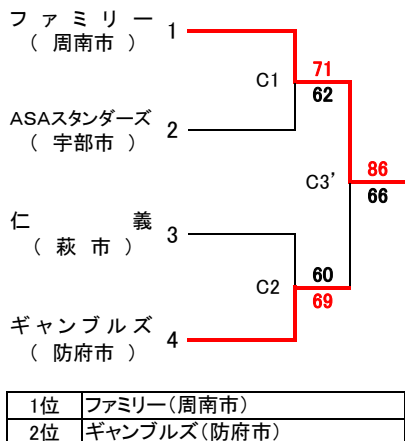 ファミリー 1
（ 周南市 ）
C1 71
62
ASAスタンダーズ 2
（ 宇部市 ）
C3' 86
66
仁義 3
（ 萩市 ）
C2 60
69
ギャンブルズ 4
（ 防府市 ）
1位 ファミリー（周南市）
2位 ギャンブルズ（防府市）